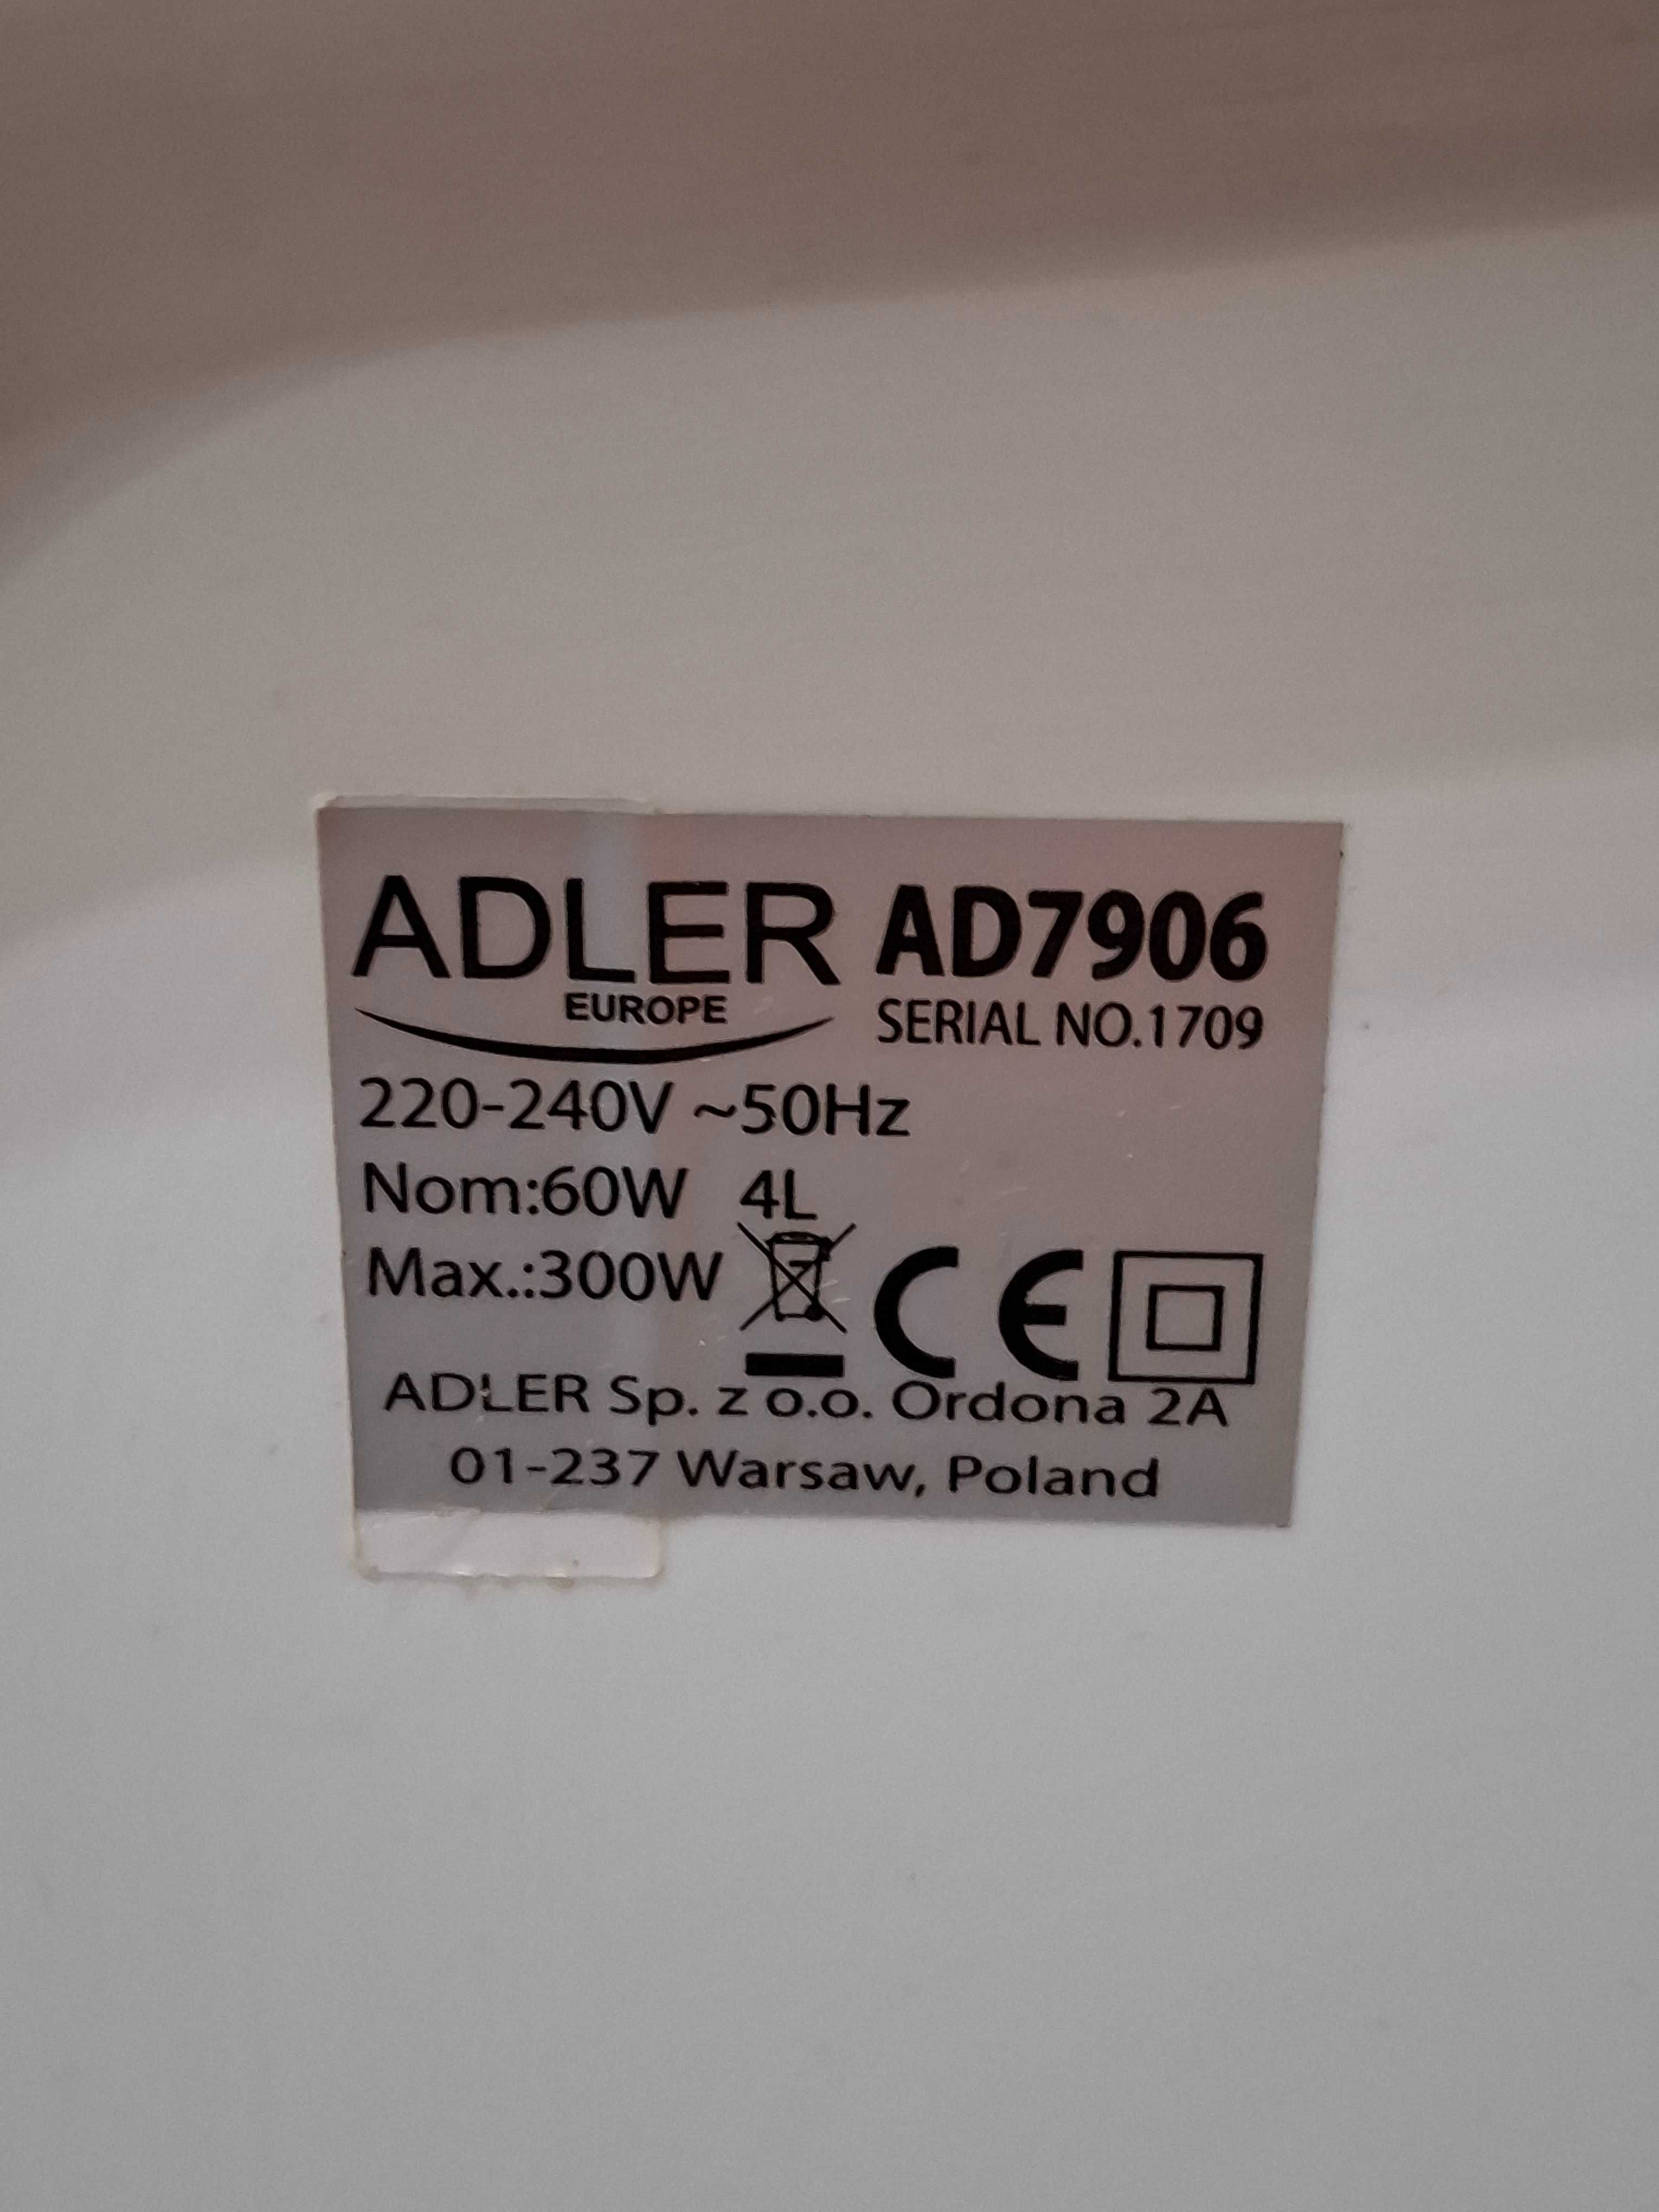 ADLER AD7906
EUROPE SERIAL NO.1709
220-240V ~50Hz
Nom:60W 4L
Max.:300W CE
ADLER Sp. z o.o. Ordona 2A
01-237 Warsaw, Poland